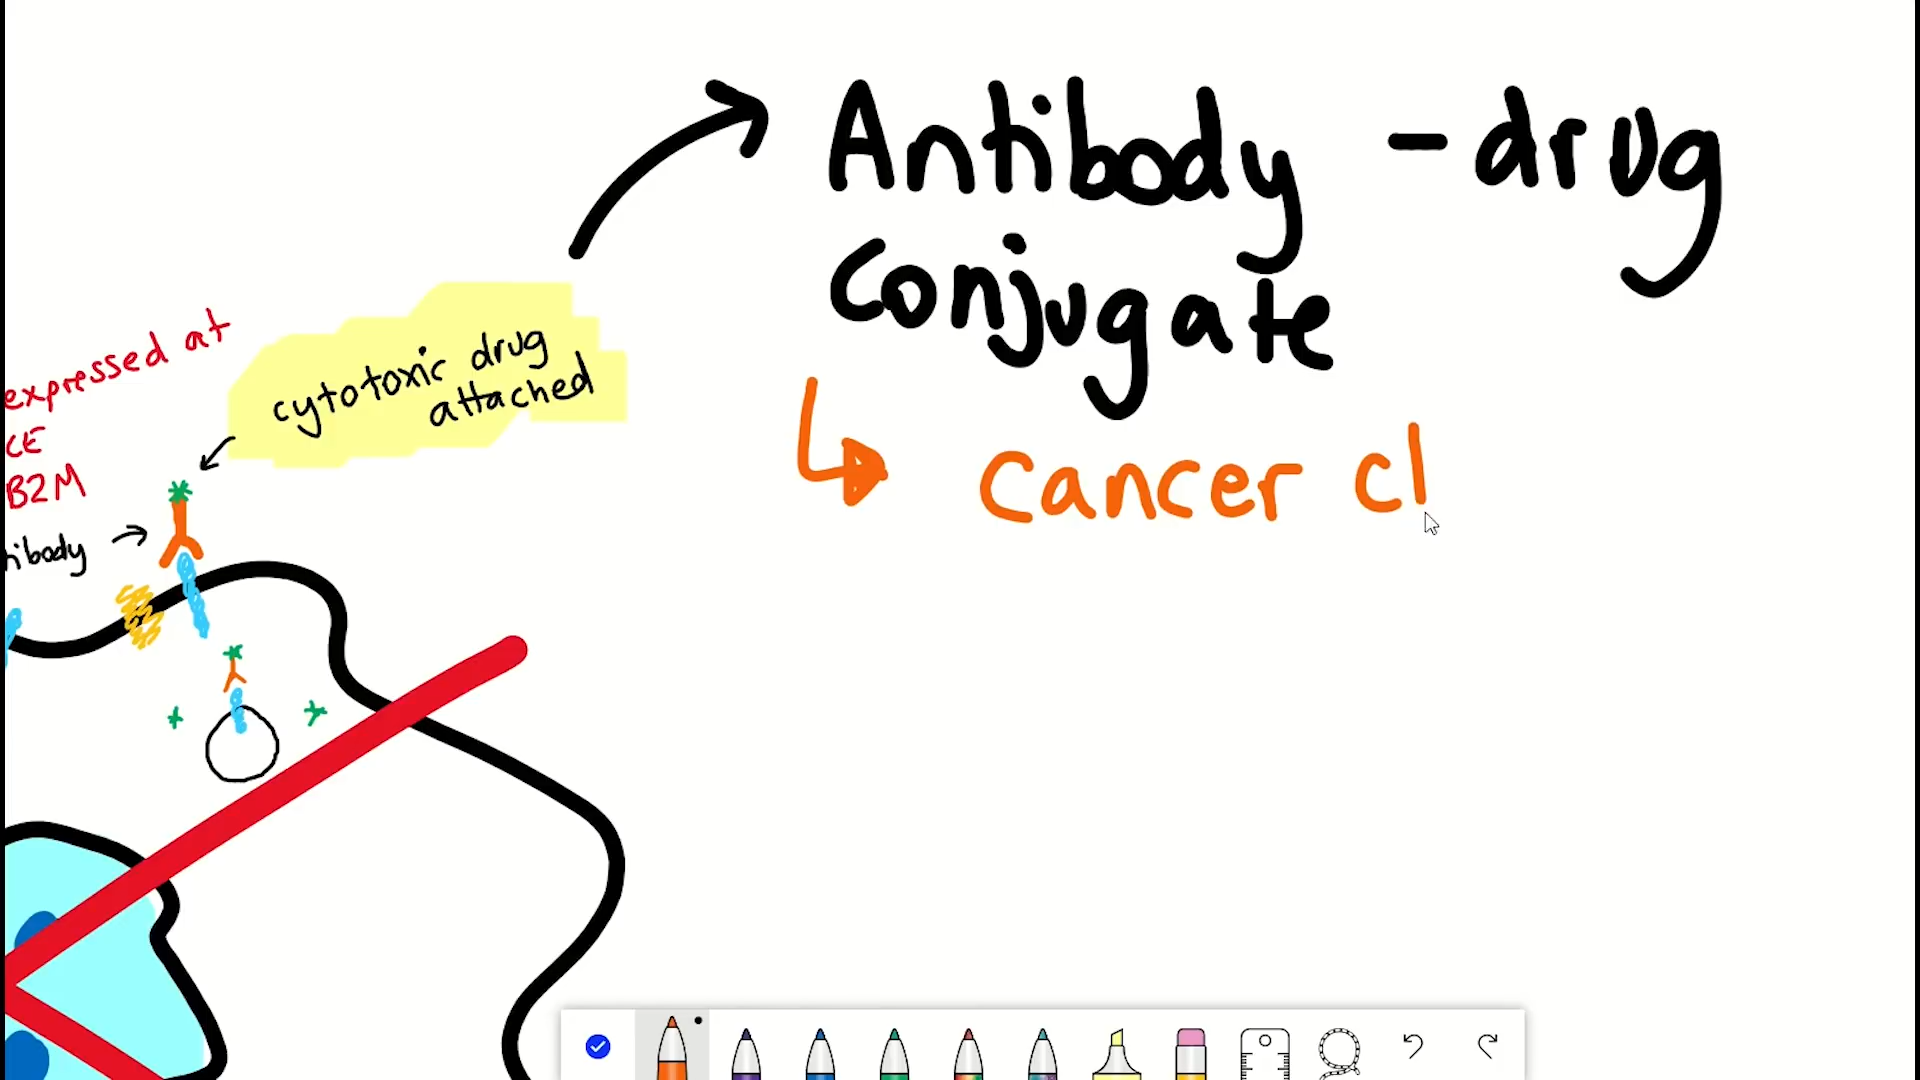 Antibody - drug
conjugate
cancer cl
expressed at
CE
B2M
cytotoxic drug
attached
ibody